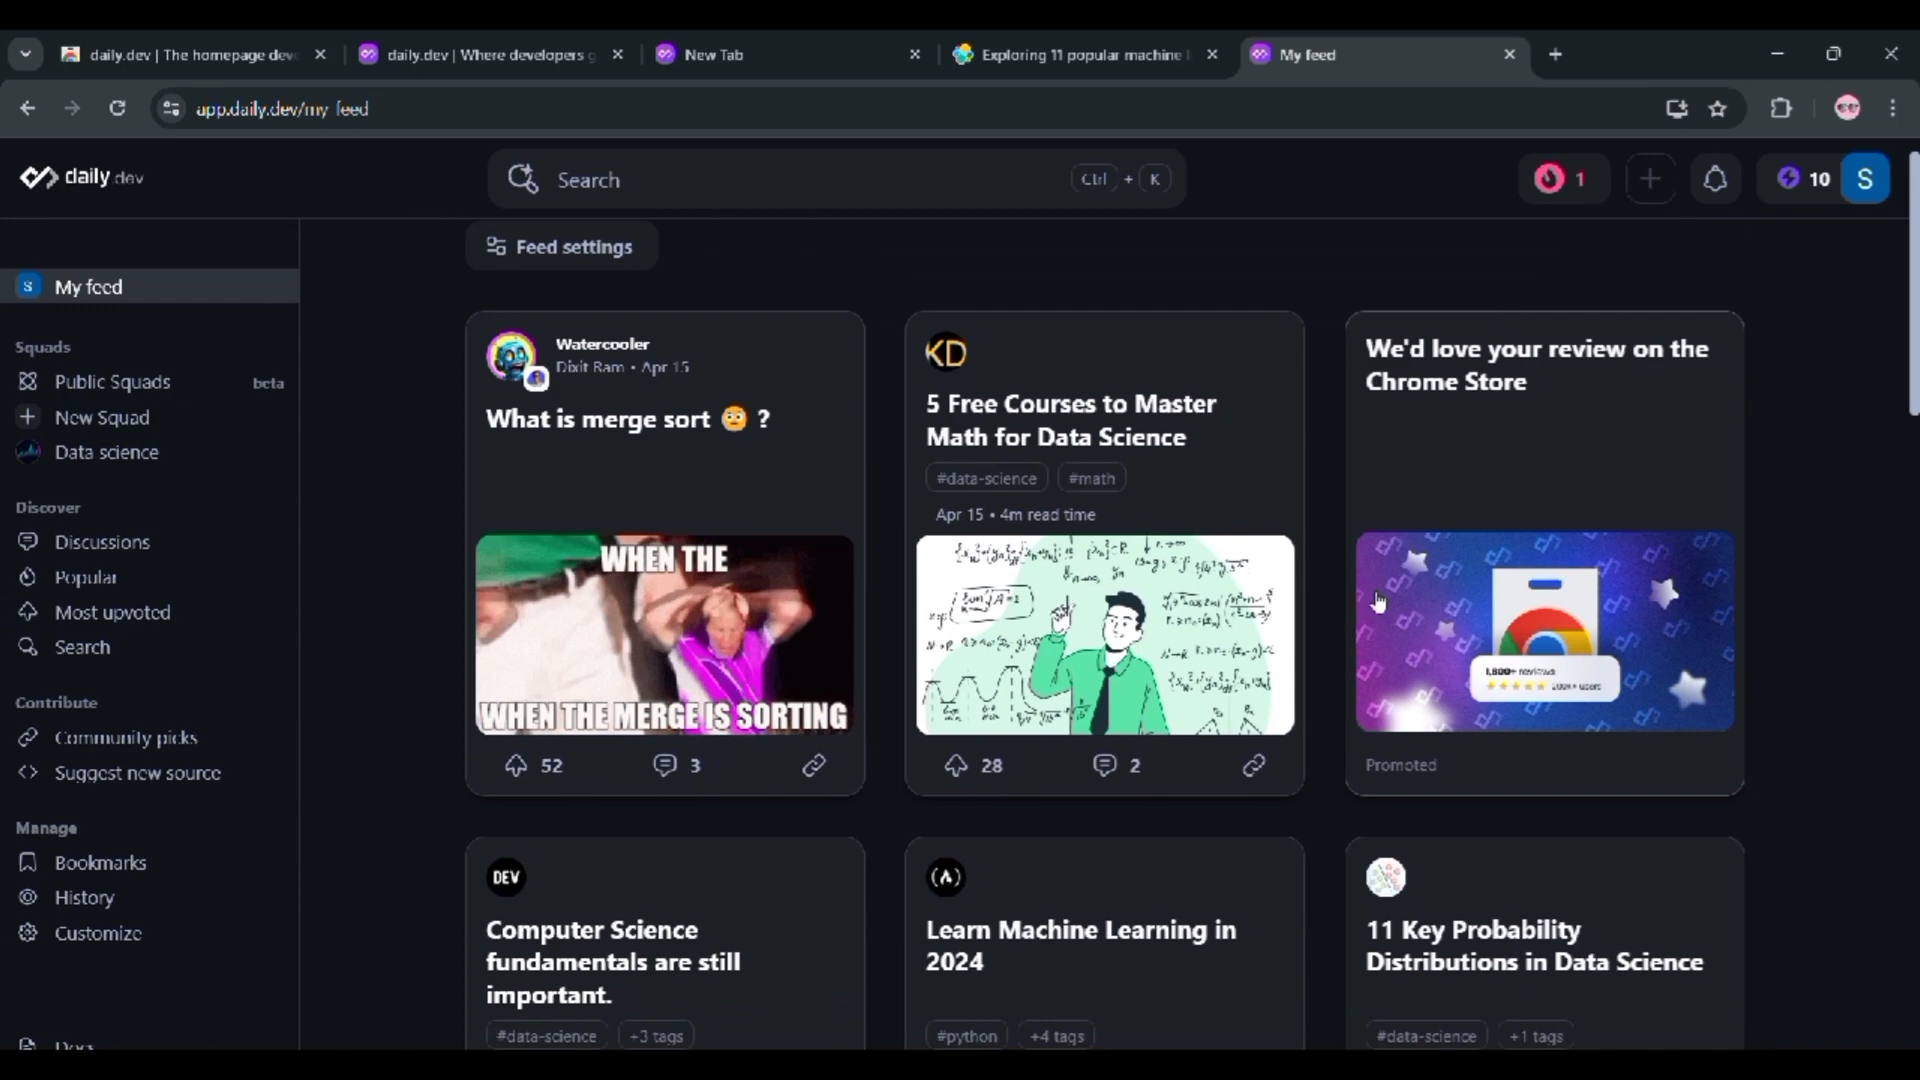 daily.dev | The homepage dev
daily.dev | Where developers g
New Tab
Exploring 11 popular machine l
My feed
app.daily.dev/my-feed
daily.dev
Search
Ctrl + K
1
10
S
Feed settings
S
My feed
Squads
Public Squads
beta
New Squad
Data science
Discover
Discussions
Popular
Most upvoted
Search
Contribute
Community picks
Suggest new source
Manage
Bookmarks
History
Customize
Docs
Watercooler
Dixit Ram • Apr 15
What is merge sort 😳 ?
WHEN THE
WHEN THE MERGE IS SORTING
52
3
KD
5 Free Courses to Master
Math for Data Science
#data-science
#math
Apr 15 • 4m read time
28
2
We'd love your review on the
Chrome Store
1,800+ reviews
200K+ users
Promoted
DEV
Computer Science
fundamentals are still
important.
#data-science
+3 tags
Learn Machine Learning in
2024
#python
+4 tags
11 Key Probability
Distributions in Data Science
#data-science
+1 tags